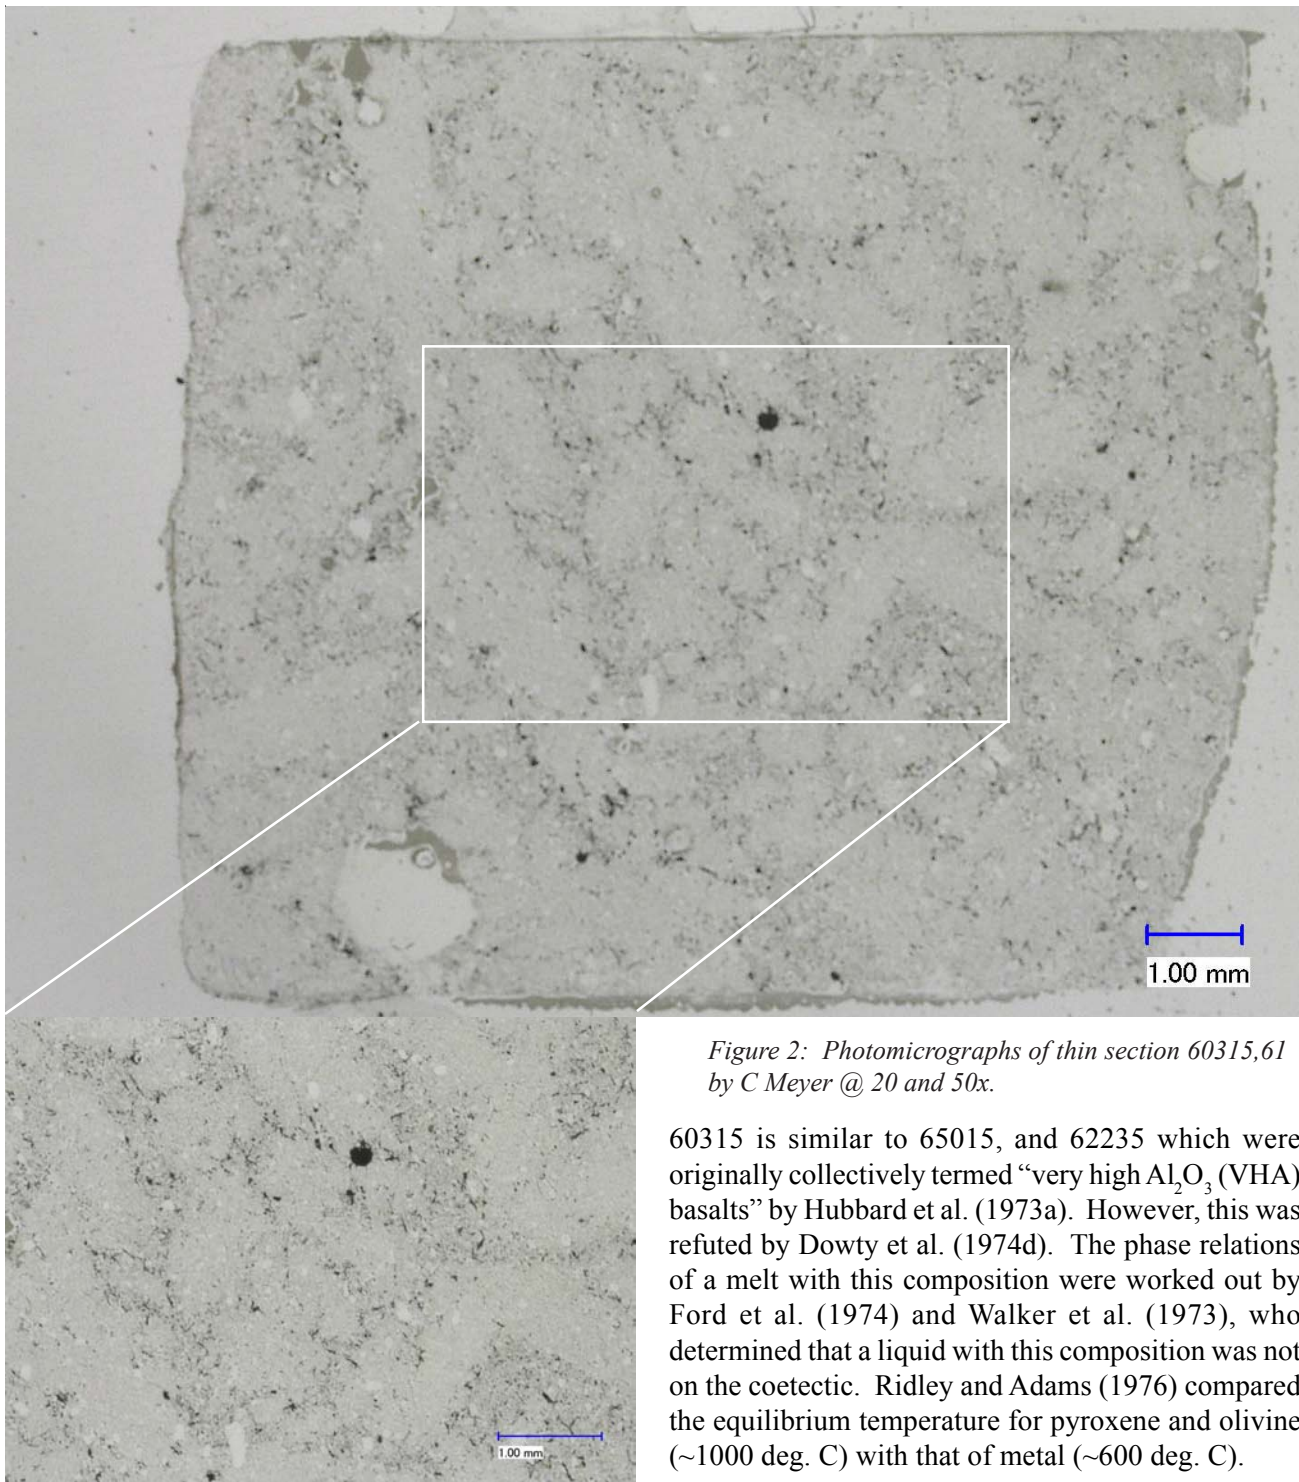 1.00 mm
1.00 mm
Figure 2: Photomicrographs of thin section 60315,61
by C Meyer @ 20 and 50x.
60315 is similar to 65015, and 62235 which were
originally collectively termed “very high Al2O3 (VHA)
basalts” by Hubbard et al. (1973a). However, this was
refuted by Dowty et al. (1974d). The phase relations
of a melt with this composition were worked out by
Ford et al. (1974) and Walker et al. (1973), who
determined that a liquid with this composition was not
on the coetectic. Ridley and Adams (1976) compared
the equilibrium temperature for pyroxene and olivine
(~1000 deg. C) with that of metal (~600 deg. C).